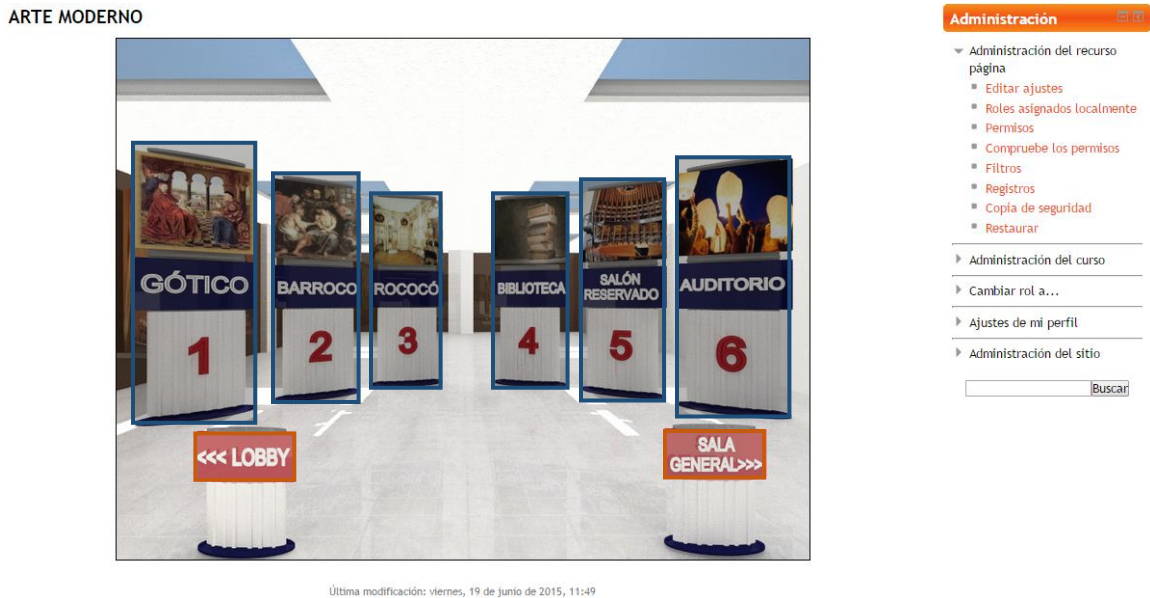 ARTE MODERNO
GÓTICO
1
BARROCO
2
ROCOCÓ
3
BIBLIOTECA
4
SALÓN
RESERVADO
5
AUDITORIO
6
<<< LOBBY
SALA
GENERAL>>>
Última modificación: viernes, 19 de junio de 2015, 11:49
Administración
Administración del recurso
página
Editar ajustes
Roles asignados localmente
Permisos
Compruebe los permisos
Filtros
Registros
Copia de seguridad
Restaurar
Administración del curso
Cambiar rol a...
Ajustes de mi perfil
Administración del sitio
Buscar